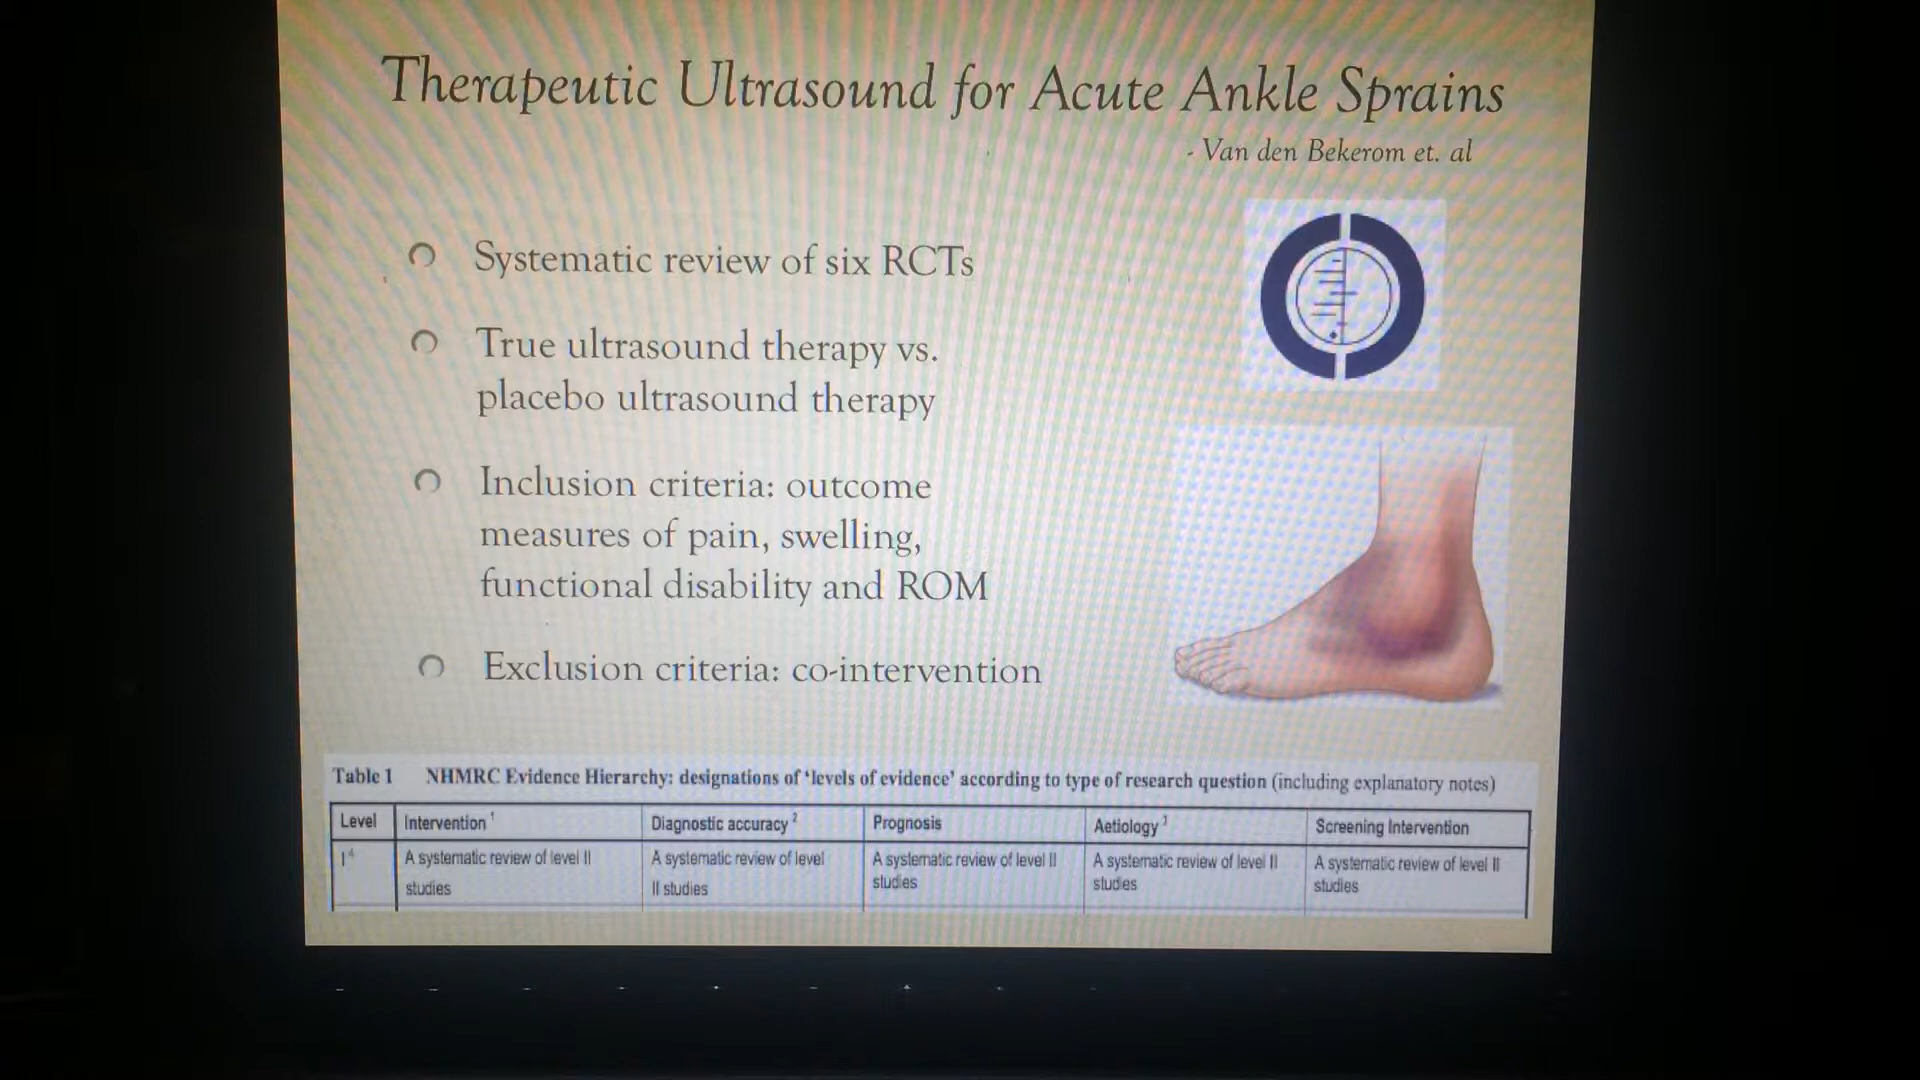 Therapeutic Ultrasound for Acute Ankle Sprains
- Van den Bekerom et. al
Systematic review of six RCTs
True ultrasound therapy vs.
placebo ultrasound therapy
Inclusion criteria: outcome
measures of pain, swelling,
functional disability and ROM
Exclusion criteria: co-intervention
Table 1 NHMRC Evidence Hierarchy: designations of 'levels of evidence' according to type of research question (including explanatory notes)
Level Intervention 1 Diagnostic accuracy 2 Prognosis Aetiology 3 Screening Intervention
I 4 A systematic review of level II A systematic review of level A systematic review of level II A systematic review of level II A systematic review of level II
studies II studies studies studies studies